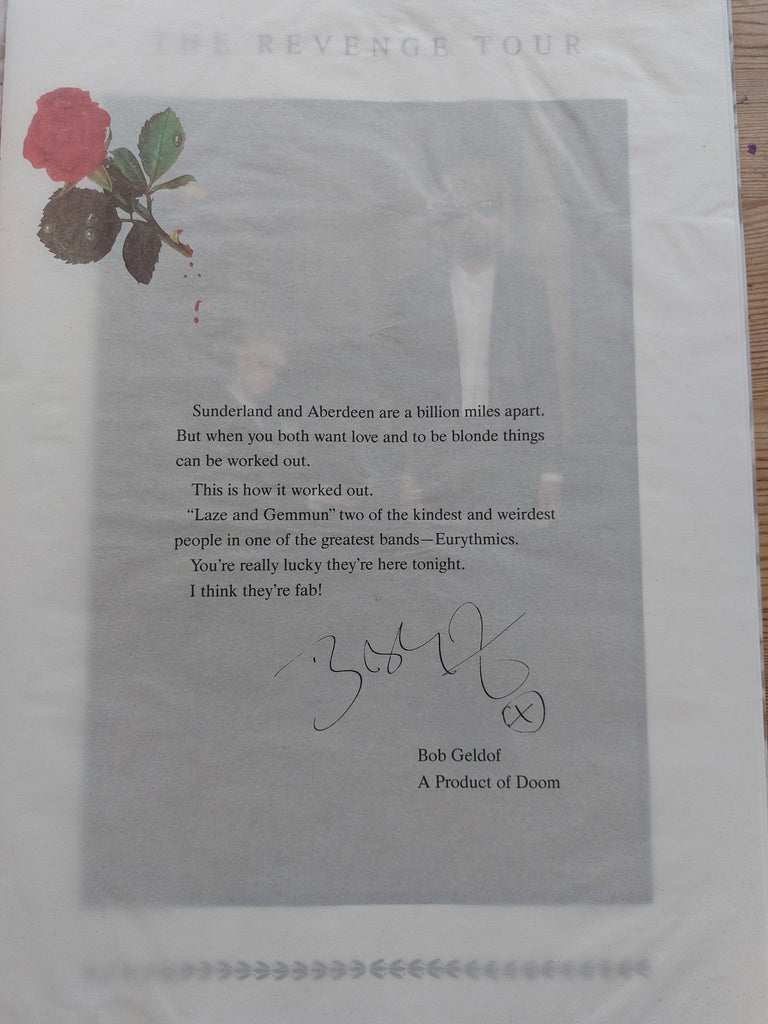 THE REVENGE TOUR
Sunderland and Aberdeen are a billion miles apart.
But when you both want love and to be blonde things
can be worked out.
This is how it worked out.
“Laze and Gemmun” two of the kindest and weirdest
people in one of the greatest bands—Eurythmics.
You're really lucky they're here tonight.
I think they're fab!
Bob Geldof
A Product of Doom